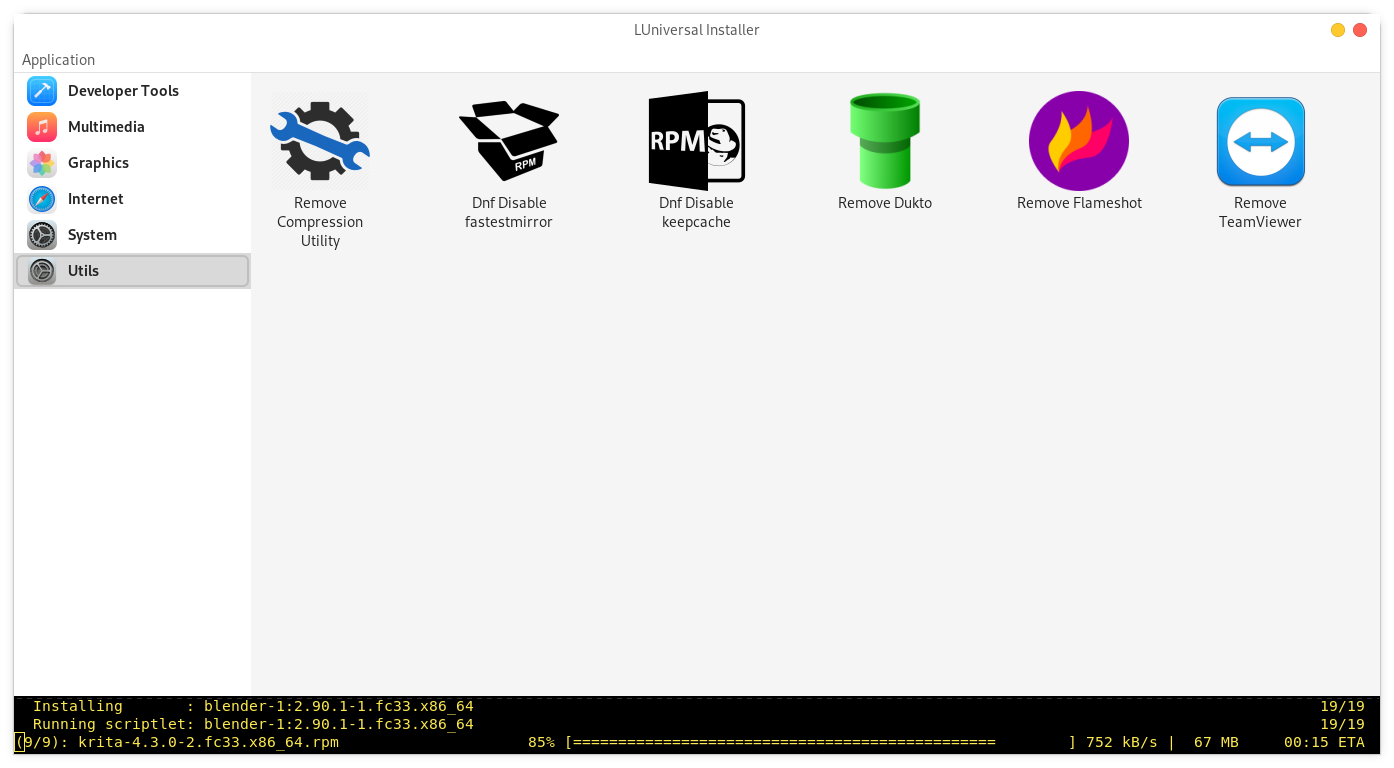 LUniversal Installer
Application
Developer Tools
Multimedia
Graphics
Internet
System
Utils
Remove
Compression
Utility
RPM
Dnf Disable
fastestmirror
RPM
Dnf Disable
keepcache
Remove Dukto
Remove Flameshot
Remove
TeamViewer
Installing : blender-1:2.90.1-1.fc33.x86_64 19/19
Running scriptlet: blender-1:2.90.1-1.fc33.x86_64 19/19
(9/9): krita-4.3.0-2.fc33.x86_64.rpm 85% [=============================================== ] 752 kB/s | 67 MB 00:15 ETA